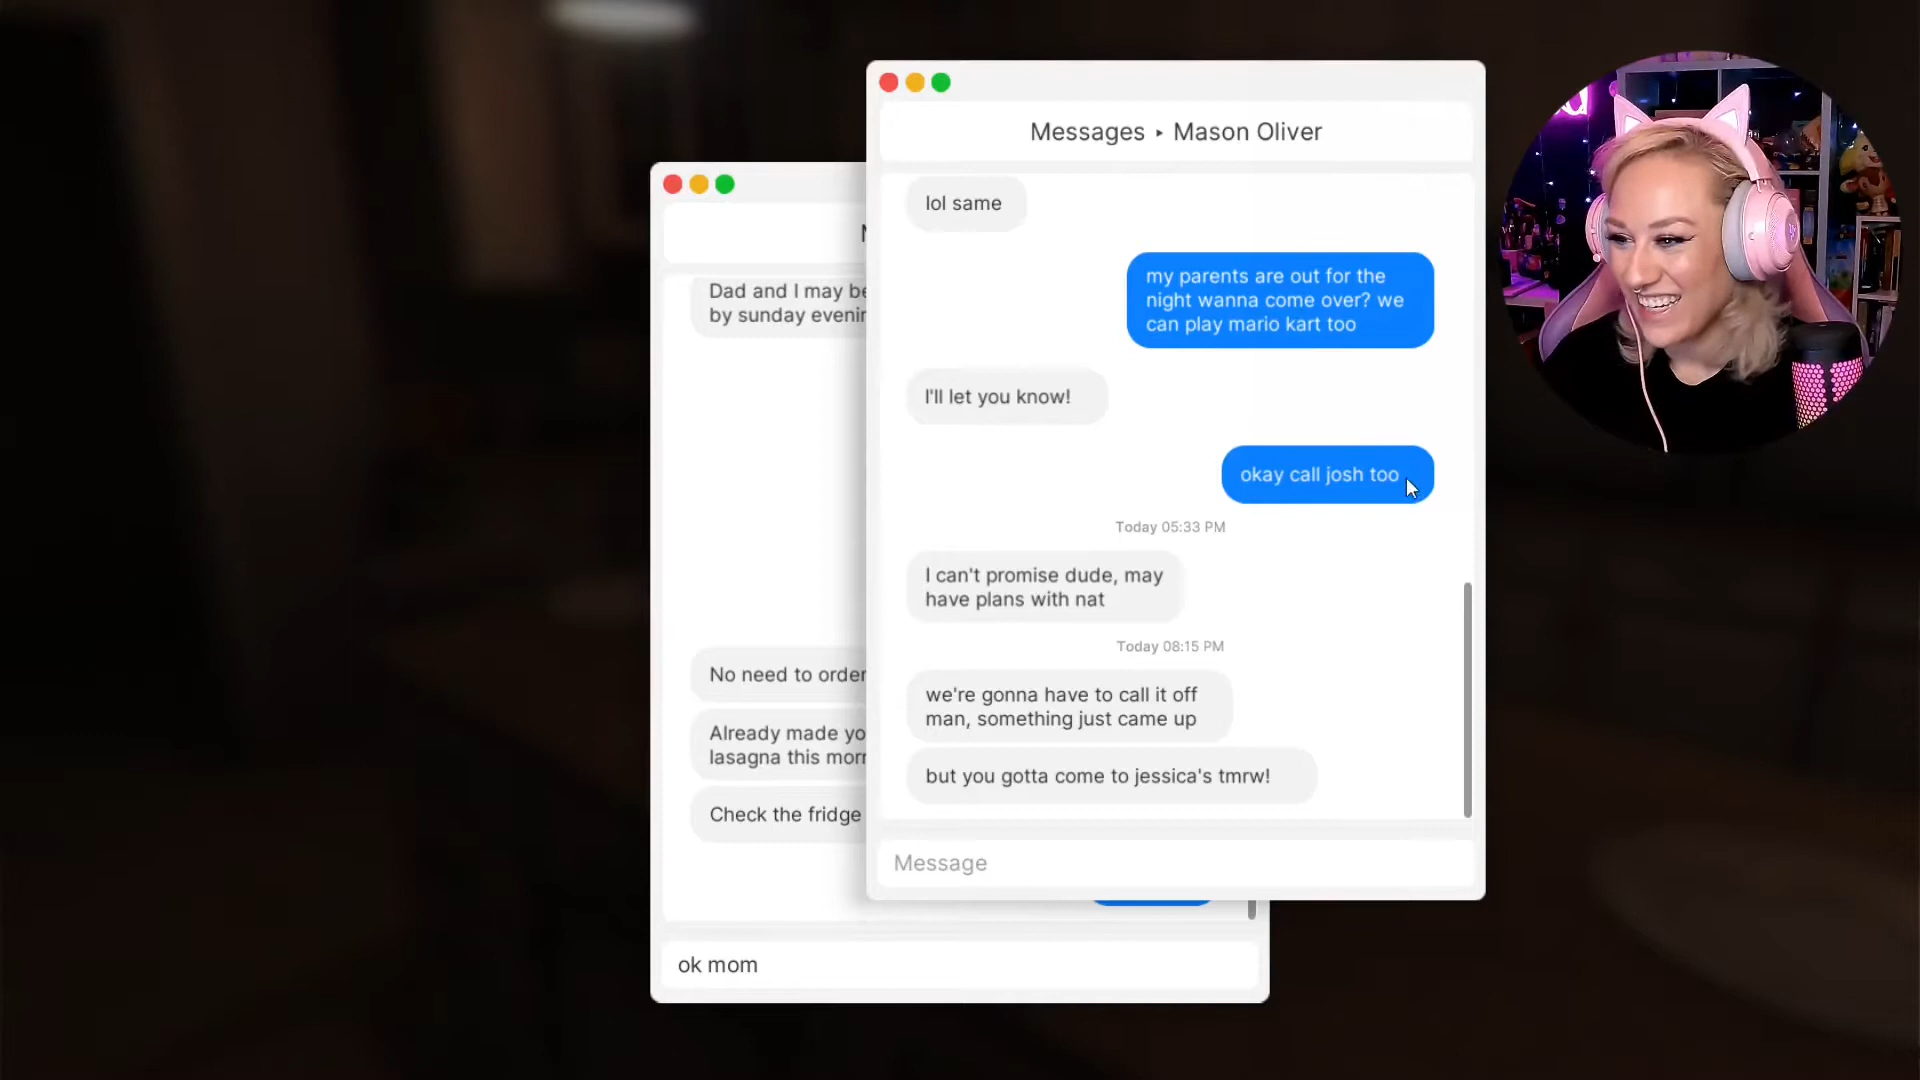 Messages ▸ Mason Oliver
lol same
my parents are out for the
night wanna come over? we
can play mario kart too
I'll let you know!
okay call josh too
Today 05:33 PM
I can't promise dude, may
have plans with nat
Today 08:15 PM
we're gonna have to call it off
man, something just came up
but you gotta come to jessica's tmrw!
Message
Dad and I may be
by sunday evenin
No need to order
Already made yo
lasagna this morn
Check the fridge
ok mom